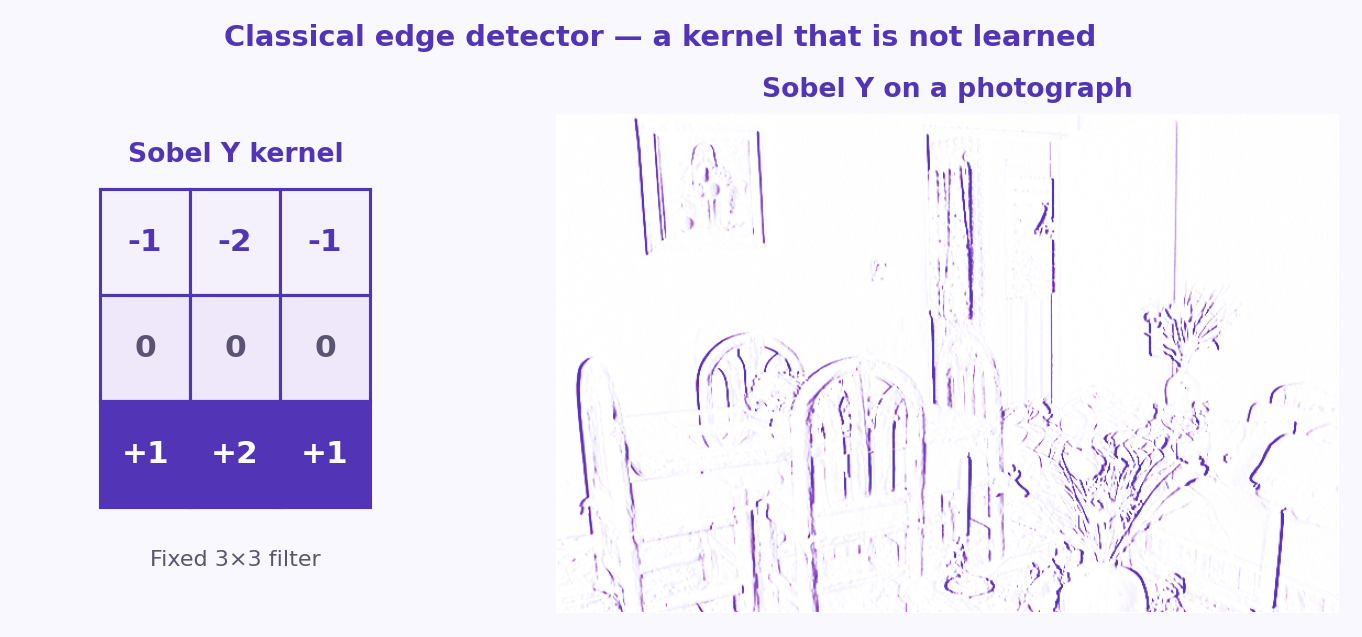 Classical edge detector — a kernel that is not learned
Sobel Y on a photograph
Sobel Y kernel
-1 -2 -1
0 0 0
+1 +2 +1
Fixed 3×3 filter